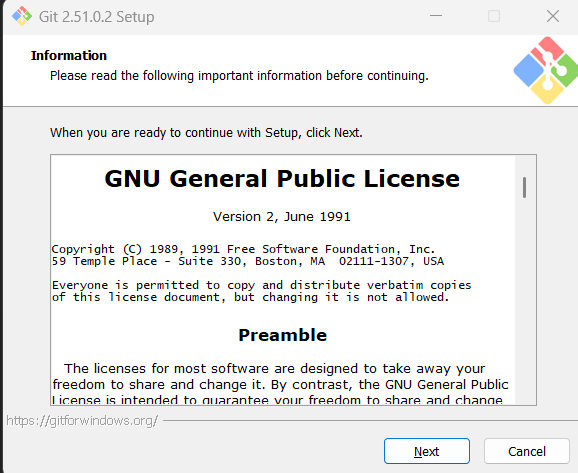 Git 2.51.0.2 Setup
Information
Please read the following important information before continuing.
When you are ready to continue with Setup, click Next.
GNU General Public License
Version 2, June 1991
Copyright (C) 1989, 1991 Free Software Foundation, Inc.
59 Temple Place - Suite 330, Boston, MA  02111-1307, USA
Everyone is permitted to copy and distribute verbatim copies
of this license document, but changing it is not allowed.
Preamble
The licenses for most software are designed to take away your
freedom to share and change it. By contrast, the GNU General Public
License is intended to guarantee your freedom to share and change
https://gitforwindows.org/
Next
Cancel